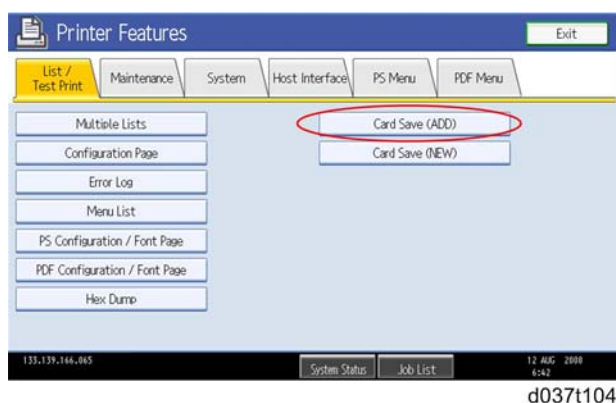 Printer Features
Exit
List /
Test Print
Maintenance
System
Host Interface
PS Menu
PDF Menu
Multiple Lists
Card Save (ADD)
Configuration Page
Card Save (NEW)
Error Log
Menu List
PS Configuration / Font Page
PDF Configuration / Font Page
Hex Dump
133.139.166.065
System Status
Job List
12 AUG 2008
6:42
d037t104